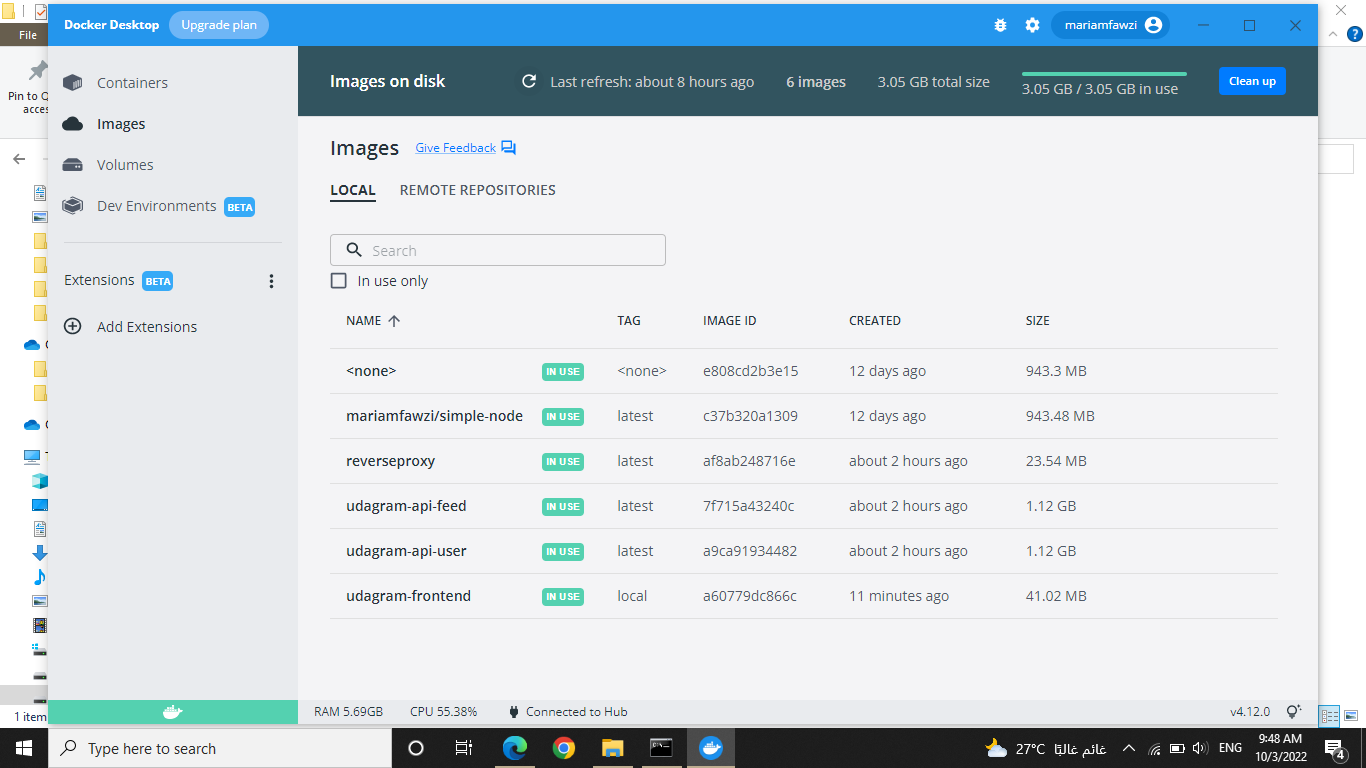 File
Docker Desktop Upgrade plan mariamfawzi
Pin to Q
acces
Containers
Images
Volumes
Dev Environments BETA
Extensions BETA
Add Extensions
Images on disk Last refresh: about 8 hours ago 6 images 3.05 GB total size 3.05 GB / 3.05 GB in use Clean up
Images Give Feedback
LOCAL REMOTE REPOSITORIES
Search
In use only
NAME TAG IMAGE ID CREATED SIZE
<none> IN USE <none> e808cd2b3e15 12 days ago 943.3 MB
mariamfawzi/simple-node IN USE latest c37b320a1309 12 days ago 943.48 MB
reverseproxy IN USE latest af8ab248716e about 2 hours ago 23.54 MB
udagram-api-feed IN USE latest 7f715a43240c about 2 hours ago 1.12 GB
udagram-api-user IN USE latest a9ca91934482 about 2 hours ago 1.12 GB
udagram-frontend IN USE local a60779dc866c 11 minutes ago 41.02 MB
1 item
RAM 5.69GB CPU 55.38% Connected to Hub v4.12.0
Type here to search
27°C غائم غالبًا ENG
9:48 AM
10/3/2022
4